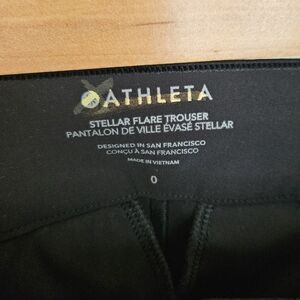 ATHLETA
STELLAR FLARE TROUSER
PANTALON DE VILLE ÉVASÉ STELLAR
DESIGNED IN SAN FRANCISCO
CONÇU À SAN FRANCISCO
MADE IN VIETNAM
0